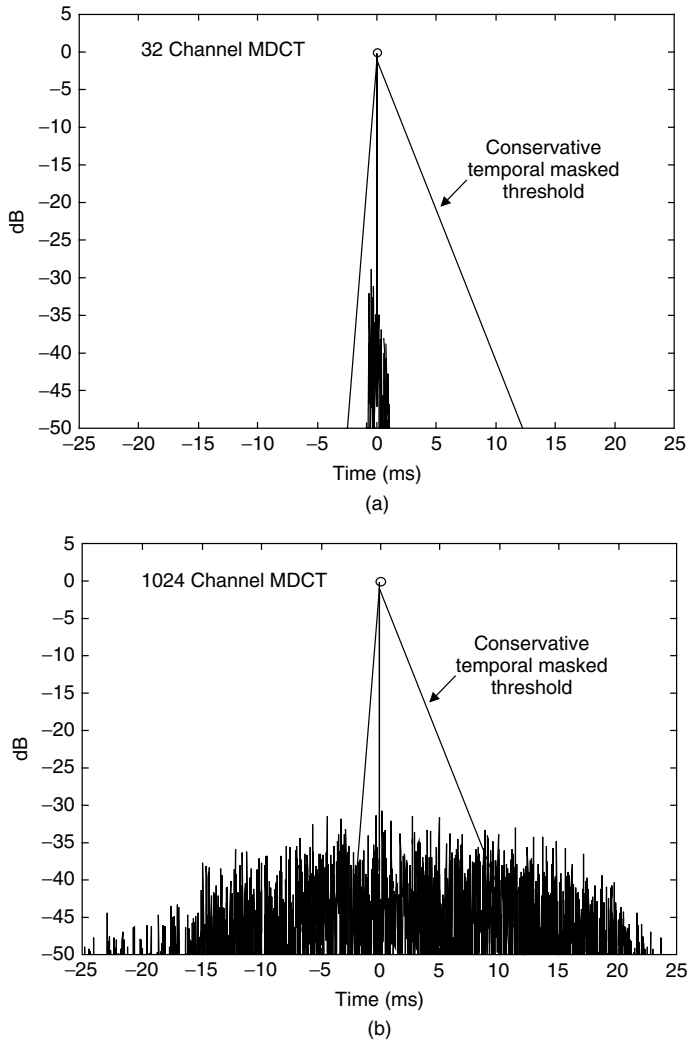 5
0
−5
−10
−15
−20
−25
−30
−35
−40
−45
−50
dB
32 Channel MDCT
Conservative
temporal masked
threshold
−25 −20 −15 −10 −5 0 5 10 15 20 25
Time (ms)
(a)
5
0
−5
−10
−15
−20
−25
−30
−35
−40
−45
−50
dB
1024 Channel MDCT
Conservative
temporal masked
threshold
−25 −20 −15 −10 −5 0 5 10 15 20 25
Time (ms)
(b)